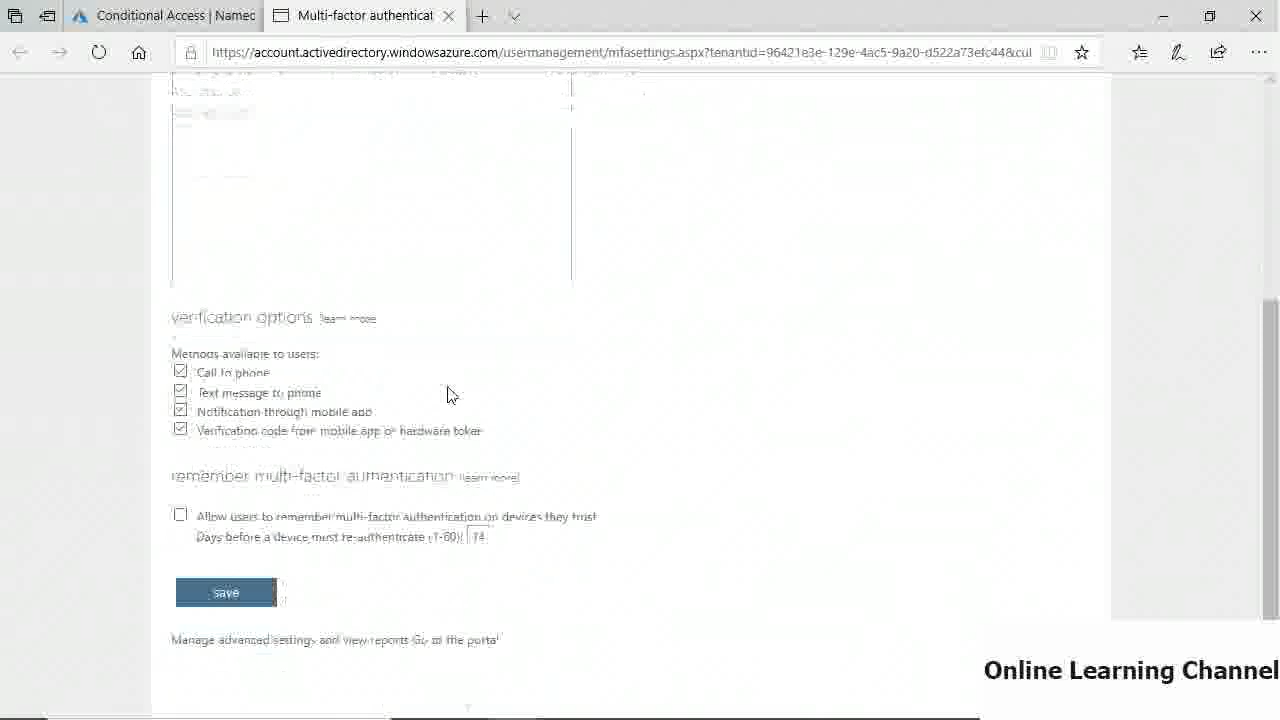 Conditional Access | Named
Multi-factor authenticat
https://account.activedirectory.windowsazure.com/usermanagement/mfasettings.aspx?tenantid=96421e3e-129e-4ac5-9a20-d522a73efc44&cul
verification options (learn more
Methods available to users:
Call to phone
Text message to phone
Notification through mobile app
Verification code from mobile app or hardware token
remember multi-factor authentication (learn more)
Allow users to remember multi-factor authentication on devices they trust
Days before a device must re-authenticate (1-60): 14
save
Manage advanced settings and view reports Go to the portal
Online Learning Channel